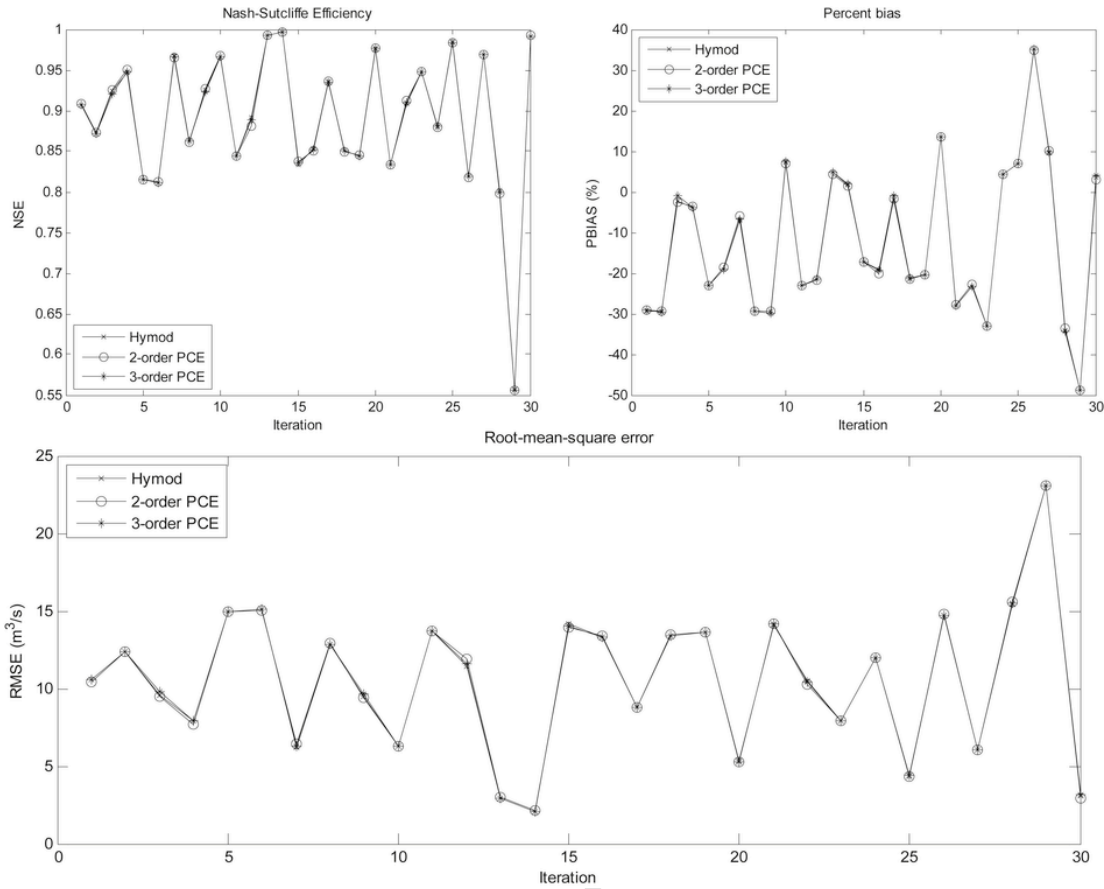 Nash-Sutcliffe Efficiency
1
0.95
0.9
0.85
0.8
0.75
0.7
0.65
0.6
0.55
NSE
Hymod
2-order PCE
3-order PCE
0 5 10 15 20 25 30
Iteration
Percent bias
40
30
20
10
0
-10
-20
-30
-40
-50
PBIAS (%)
Hymod
2-order PCE
3-order PCE
0 5 10 15 20 25 30
Iteration
Root-mean-square error
25
20
15
10
5
0
RMSE (m³/s)
Hymod
2-order PCE
3-order PCE
0 5 10 15 20 25 30
Iteration